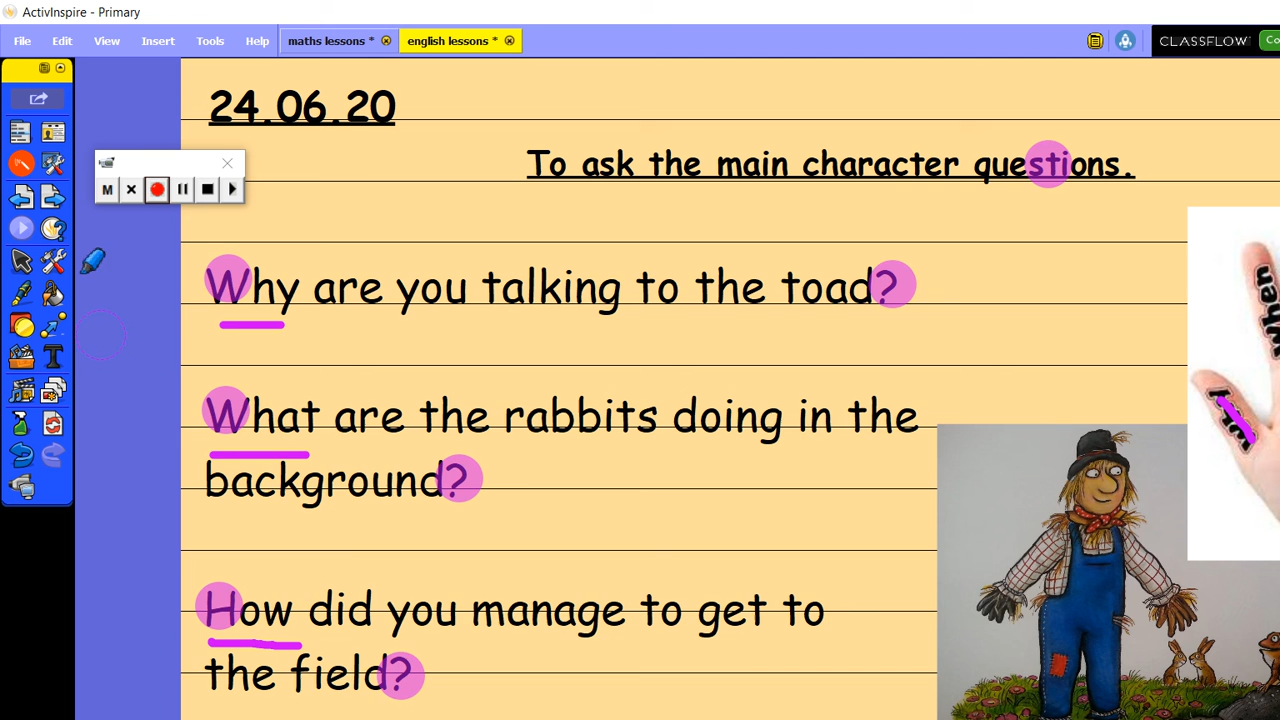 ActivInspire - Primary
File Edit View Insert Tools Help maths lessons * english lessons * CLASSFLOW Co
24.06.20
To ask the main character questions.
M
Why are you talking to the toad?
When
What are the rabbits doing in the
background?
How did you manage to get to
the field?